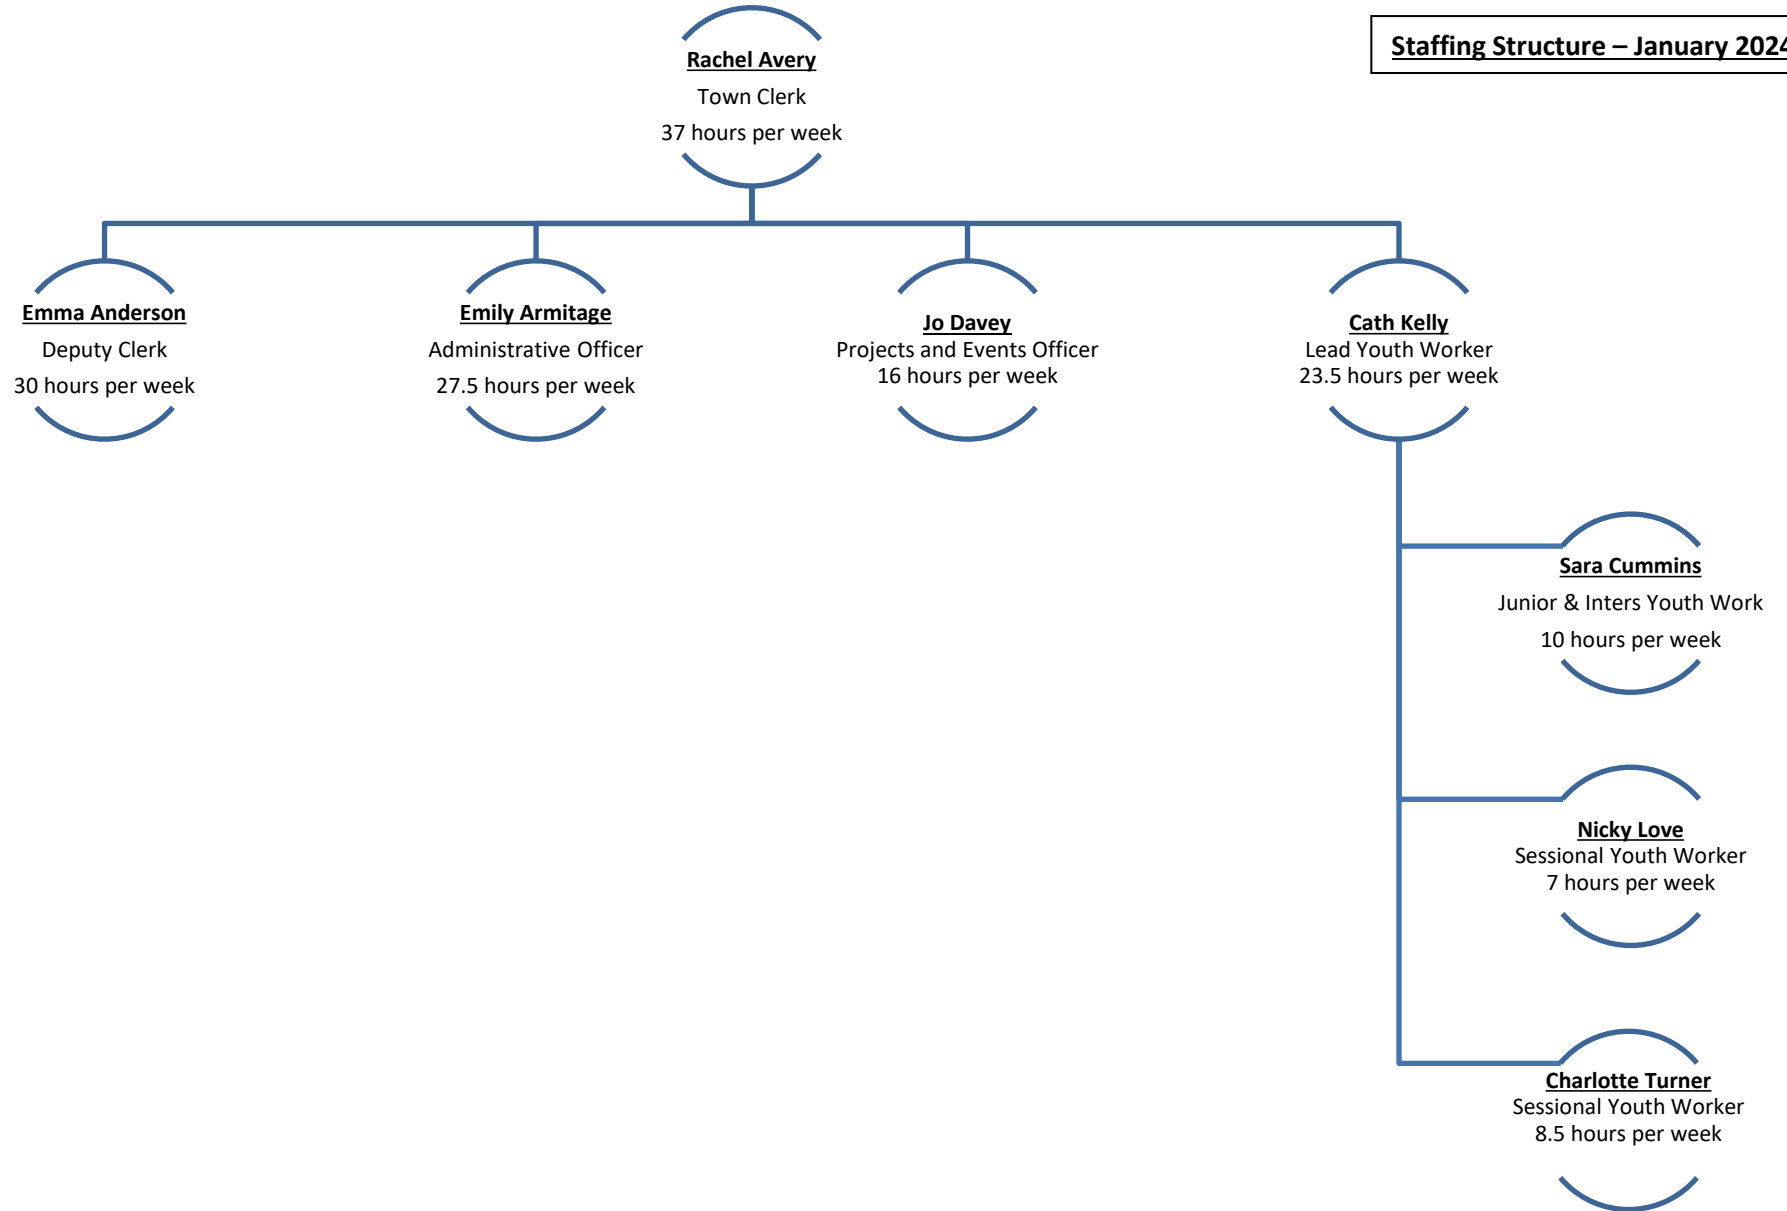 Staffing Structure – January 2024
Rachel Avery
Town Clerk
37 hours per week
Emma Anderson
Deputy Clerk
30 hours per week
Emily Armitage
Administrative Officer
27.5 hours per week
Jo Davey
Projects and Events Officer
16 hours per week
Cath Kelly
Lead Youth Worker
23.5 hours per week
Sara Cummins
Junior & Inters Youth Work
10 hours per week
Nicky Love
Sessional Youth Worker
7 hours per week
Charlotte Turner
Sessional Youth Worker
8.5 hours per week